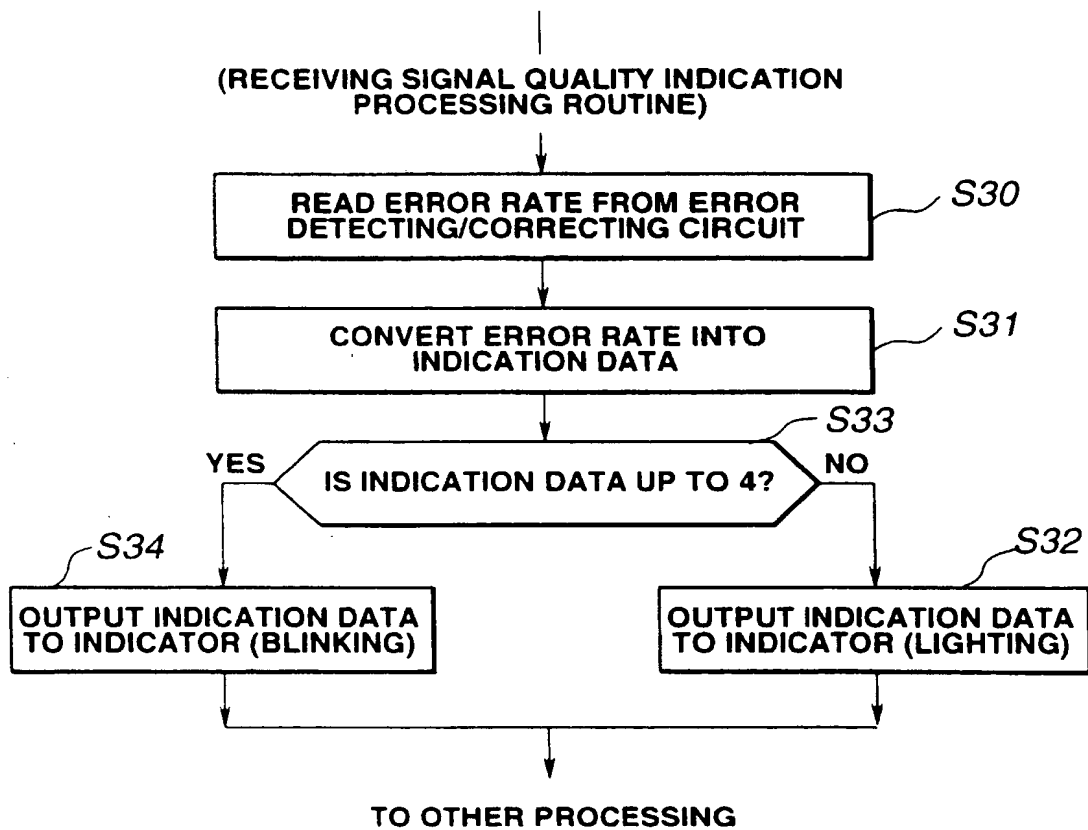 (RECEIVING SIGNAL QUALITY INDICATION
PROCESSING ROUTINE)
READ ERROR RATE FROM ERROR
DETECTING/CORRECTING CIRCUIT
S30
CONVERT ERROR RATE INTO
INDICATION DATA
S31
S33
YES
IS INDICATION DATA UP TO 4?
NO
S34
OUTPUT INDICATION DATA
TO INDICATOR (BLINKING)
S32
OUTPUT INDICATION DATA
TO INDICATOR (LIGHTING)
TO OTHER PROCESSING